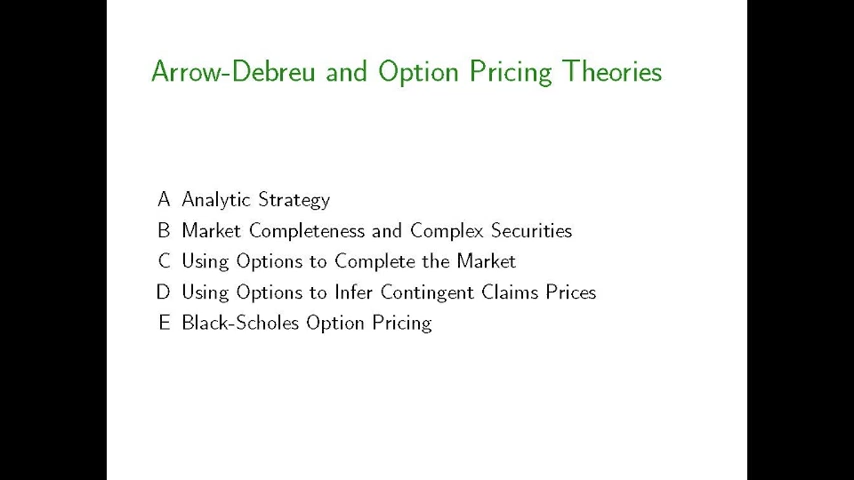 Arrow-Debreu and Option Pricing Theories
A Analytic Strategy
B Market Completeness and Complex Securities
C Using Options to Complete the Market
D Using Options to Infer Contingent Claims Prices
E Black-Scholes Option Pricing